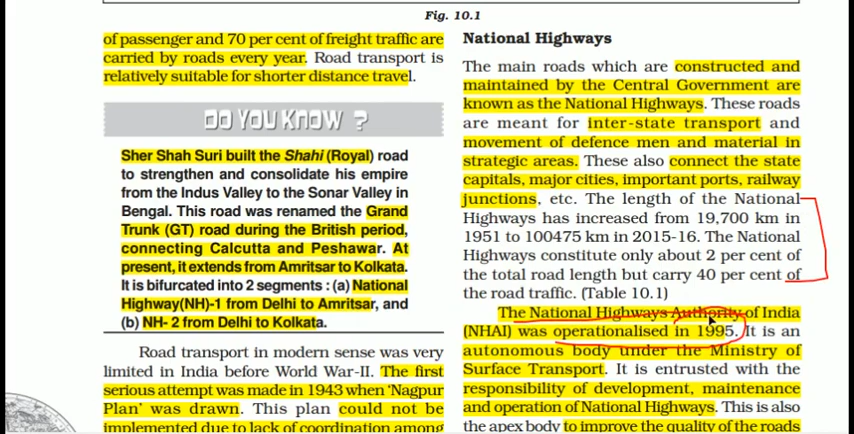 Fig. 10.1
of passenger and 70 per cent of freight traffic are
carried by roads every year. Road transport is
relatively suitable for shorter distance travel.
DO YOU KNOW ?
Sher Shah Suri built the Shahi (Royal) road
to strengthen and consolidate his empire
from the Indus Valley to the Sonar Valley in
Bengal. This road was renamed the Grand
Trunk (GT) road during the British period,
connecting Calcutta and Peshawar. At
present, it extends from Amritsar to Kolkata.
It is bifurcated into 2 segments : (a) National
Highway(NH)-1 from Delhi to Amritsar, and
(b) NH- 2 from Delhi to Kolkata.
Road transport in modern sense was very
limited in India before World War-II. The first
serious attempt was made in 1943 when 'Nagpur
Plan' was drawn. This plan could not be
implemented due to lack of coordination among
National Highways
The main roads which are constructed and
maintained by the Central Government are
known as the National Highways. These roads
are meant for inter-state transport and
movement of defence men and material in
strategic areas. These also connect the state
capitals, major cities, important ports, railway
junctions, etc. The length of the National
Highways has increased from 19,700 km in
1951 to 100475 km in 2015-16. The National
Highways constitute only about 2 per cent of
the total road length but carry 40 per cent of
the road traffic. (Table 10.1)
The National Highways Authority of India
(NHAI) was operationalised in 1995. It is an
autonomous body under the Ministry of
Surface Transport. It is entrusted with the
responsibility of development, maintenance
and operation of National Highways. This is also
the apex body to improve the quality of the roads